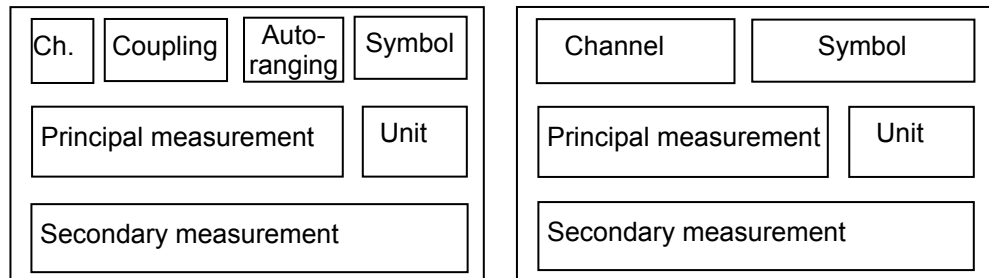 Ch.
Coupling
Auto-
ranging
Symbol
Principal measurement
Unit
Secondary measurement
Channel
Symbol
Principal measurement
Unit
Secondary measurement